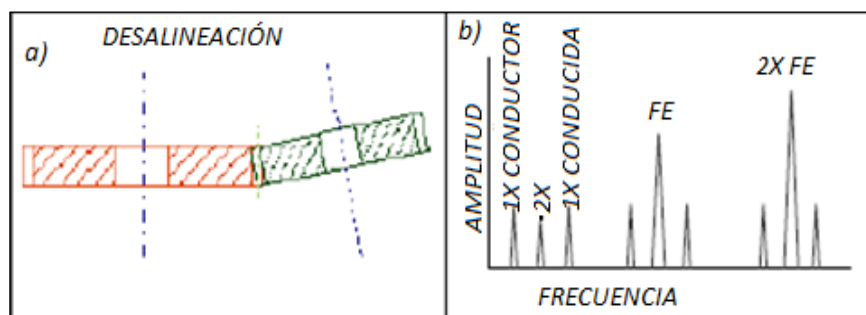 DESALINEACIÓN
a)
b)
AMPLITUD
1X CONDUCTOR
2X
1X CONDUCIDA
FE
2X FE
FRECUENCIA